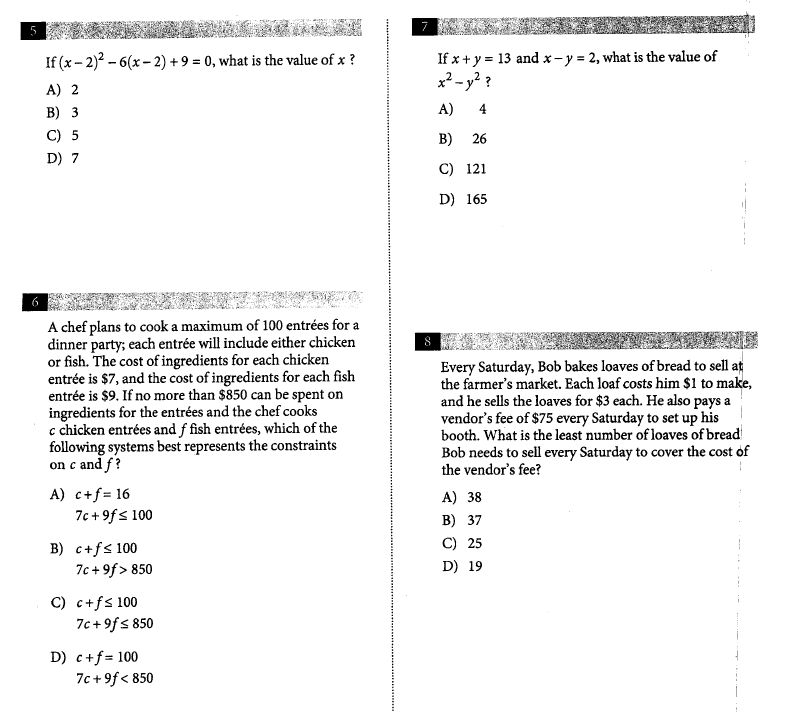 5
If (x – 2)² – 6(x – 2) + 9 = 0, what is the value of x ?
A) 2
B) 3
C) 5
D) 7
6
A chef plans to cook a maximum of 100 entrées for a
dinner party; each entrée will include either chicken
or fish. The cost of ingredients for each chicken
entrée is $7, and the cost of ingredients for each fish
entrée is $9. If no more than $850 can be spent on
ingredients for the entrées and the chef cooks
c chicken entrées and f fish entrées, which of the
following systems best represents the constraints
on c and f ?
A) c + f = 16
7c + 9f ≤ 100
B) c + f ≤ 100
7c + 9f > 850
C) c + f ≤ 100
7c + 9f ≤ 850
D) c + f = 100
7c + 9f < 850
7
If x + y = 13 and x – y = 2, what is the value of
x² – y² ?
A) 4
B) 26
C) 121
D) 165
8
Every Saturday, Bob bakes loaves of bread to sell at
the farmer's market. Each loaf costs him $1 to make,
and he sells the loaves for $3 each. He also pays a
vendor's fee of $75 every Saturday to set up his
booth. What is the least number of loaves of bread
Bob needs to sell every Saturday to cover the cost of
the vendor's fee?
A) 38
B) 37
C) 25
D) 19